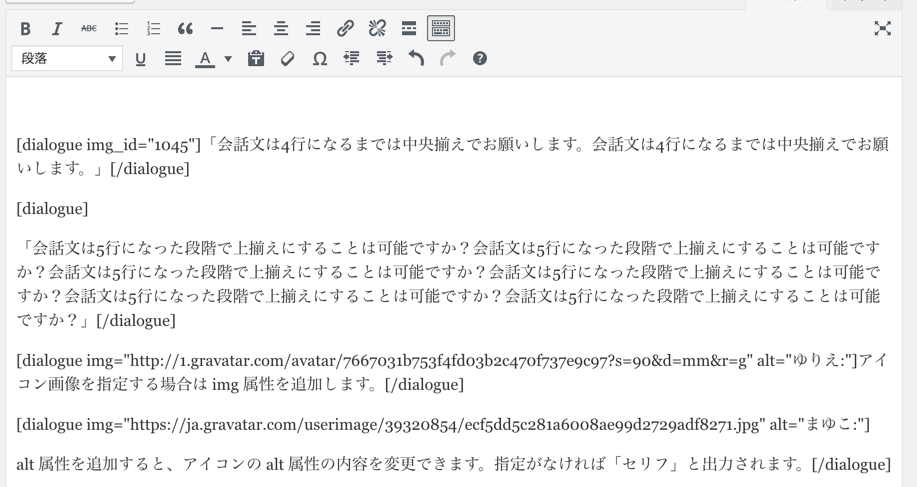 B I ABC
段落 U A Ω
[dialogue img_id="1045"]「会話文は4行になるまでは中央揃えでお願いします。会話文は4行になるまでは中央揃えでお願
いします。」[/dialogue]
[dialogue]
「会話文は5行になった段階で上揃えにすることは可能ですか？会話文は5行になった段階で上揃えにすることは可能です
か？会話文は5行になった段階で上揃えにすることは可能ですか？会話文は5行になった段階で上揃えにすることは可能で
すか？会話文は5行になった段階で上揃えにすることは可能ですか？会話文は5行になった段階で上揃えにすることは可能
ですか？」[/dialogue]
[dialogue img="http://1.gravatar.com/avatar/7667031b753f4fd03b2c470f737e9c97?s=90&d=mm&r=g" alt="ゆりえ:"]アイ
コン画像を指定する場合は img 属性を追加します。[/dialogue]
[dialogue img="https://ja.gravatar.com/userimage/39320854/ecf5dd5c281a6008ae99d2729adf8271.jpg" alt="まゆこ:"]
alt 属性を追加すると、アイコンの alt 属性の内容を変更できます。指定がなければ「セリフ」と出力されます。[/dialogue]